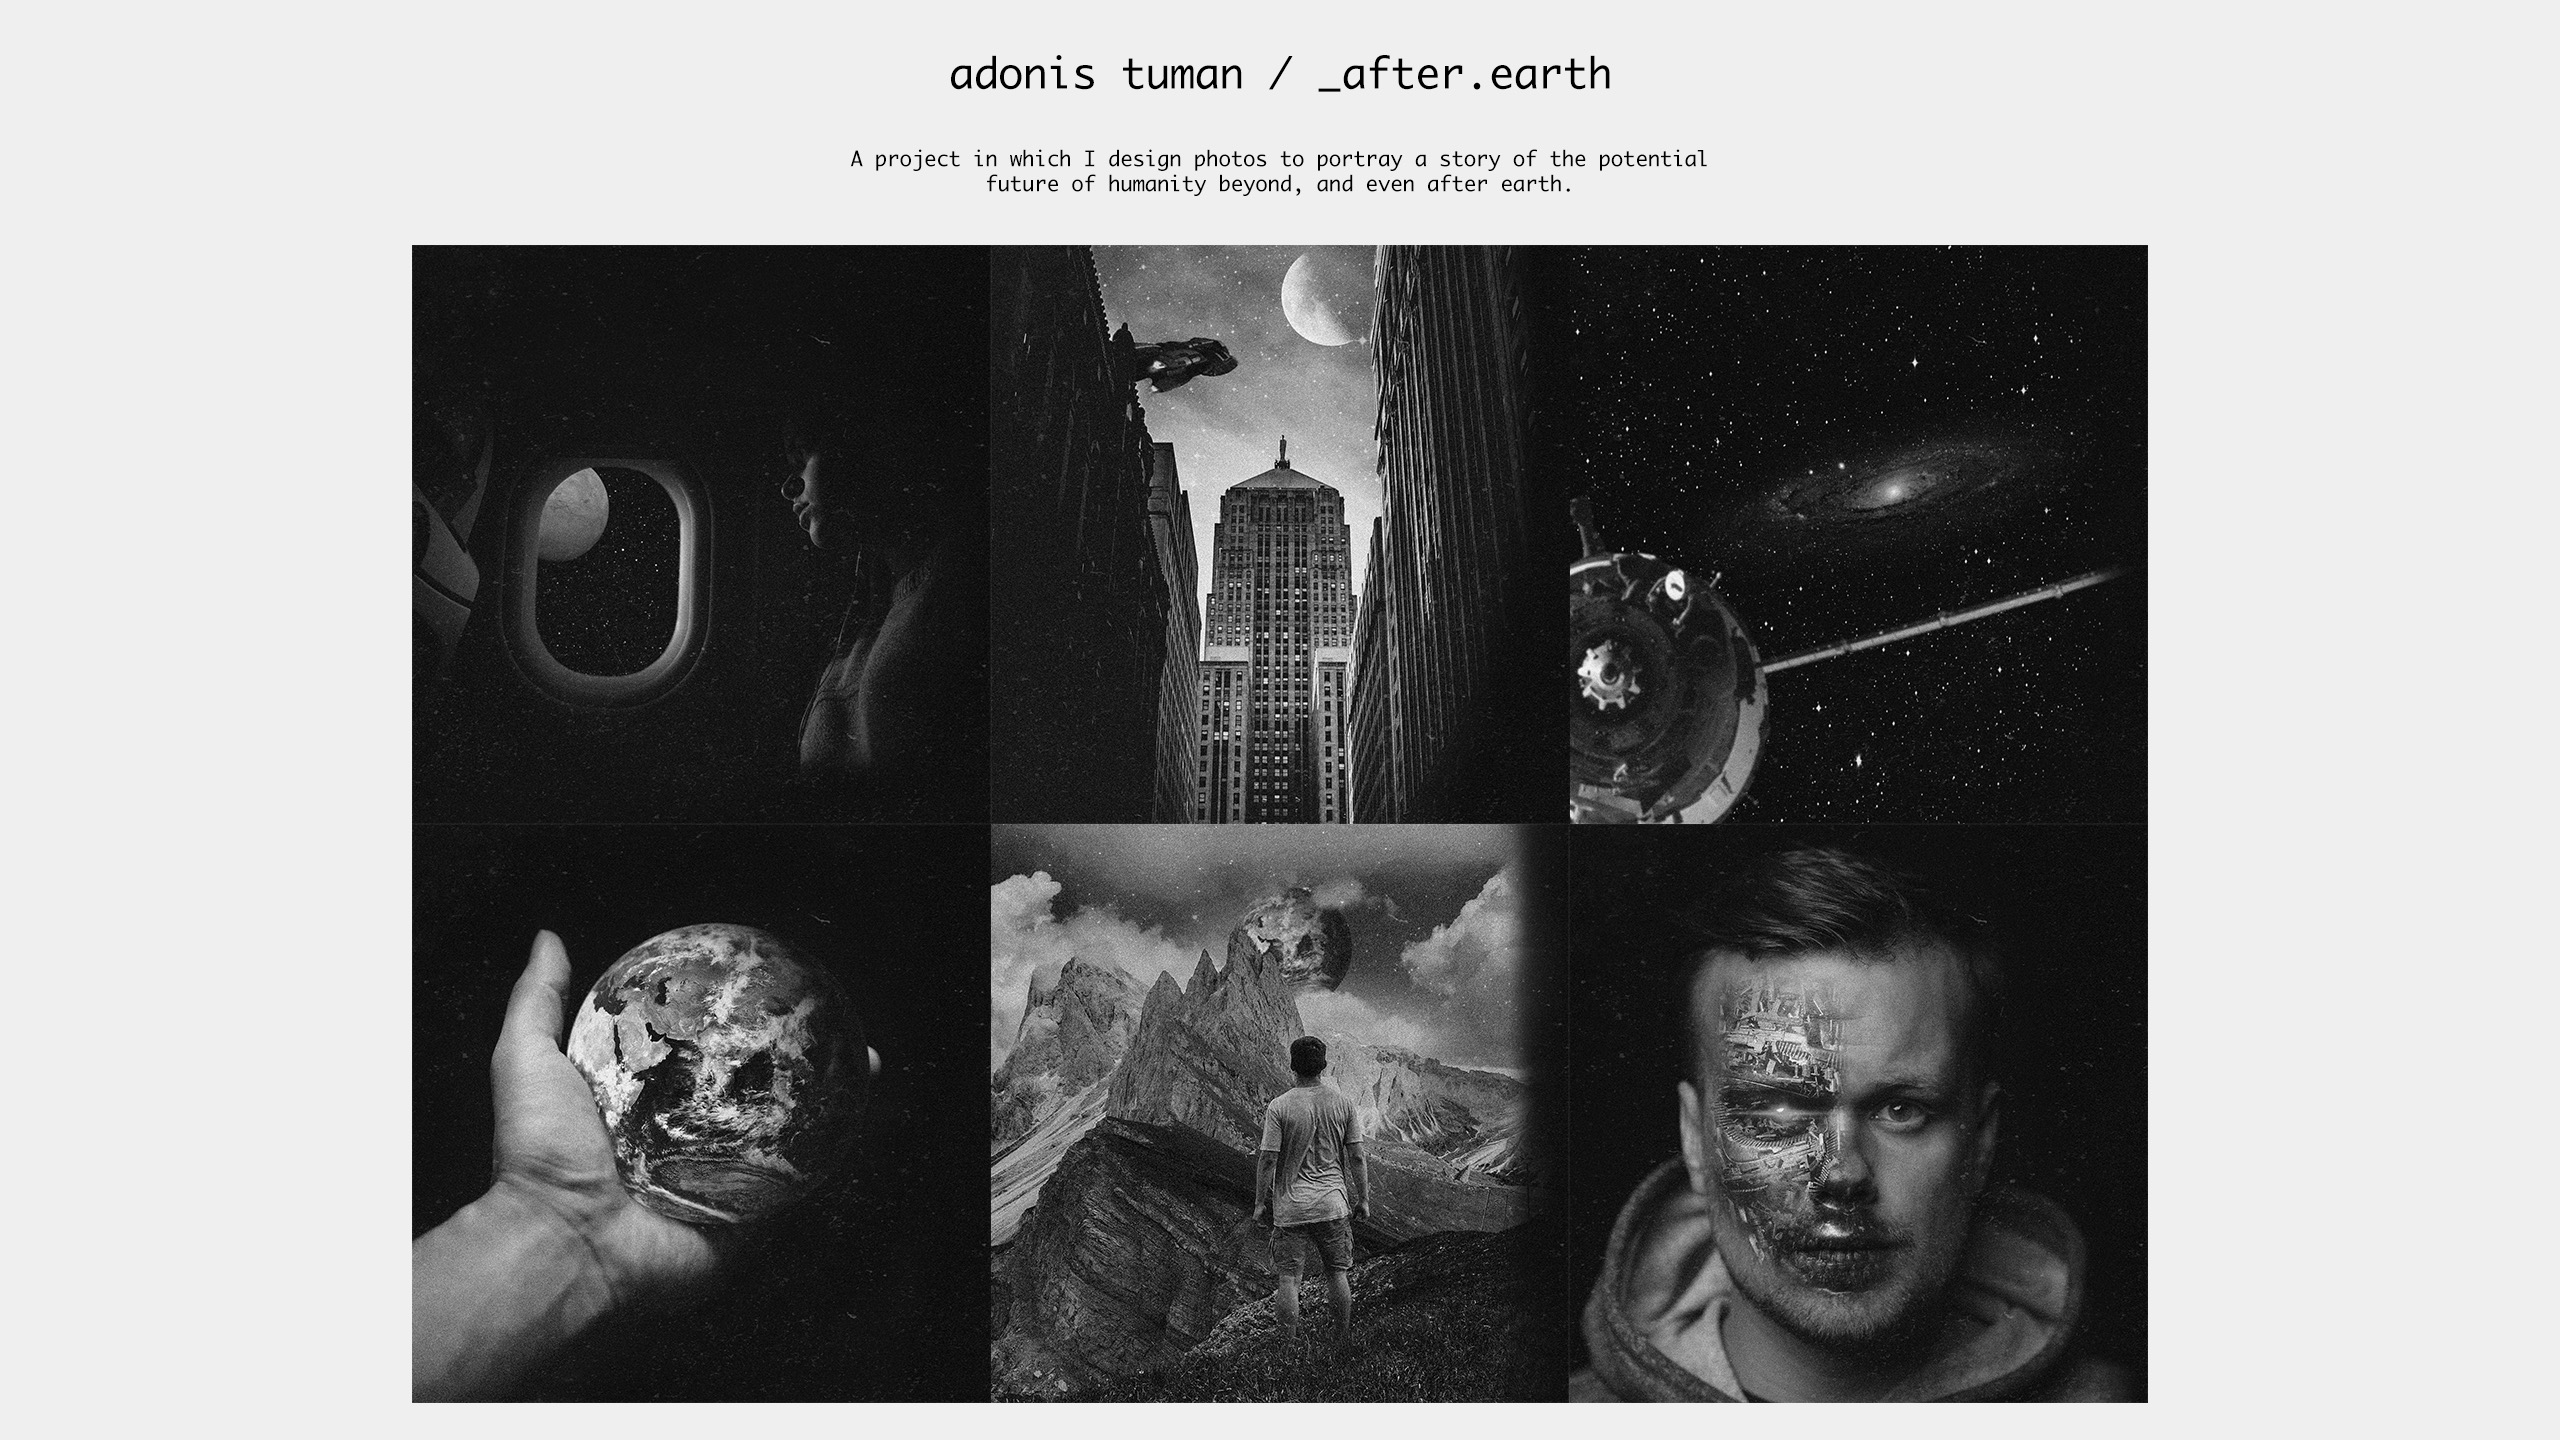 adonis tuman / _after.earth
A project in which I design photos to portray a story of the potential
future of humanity beyond, and even after earth.